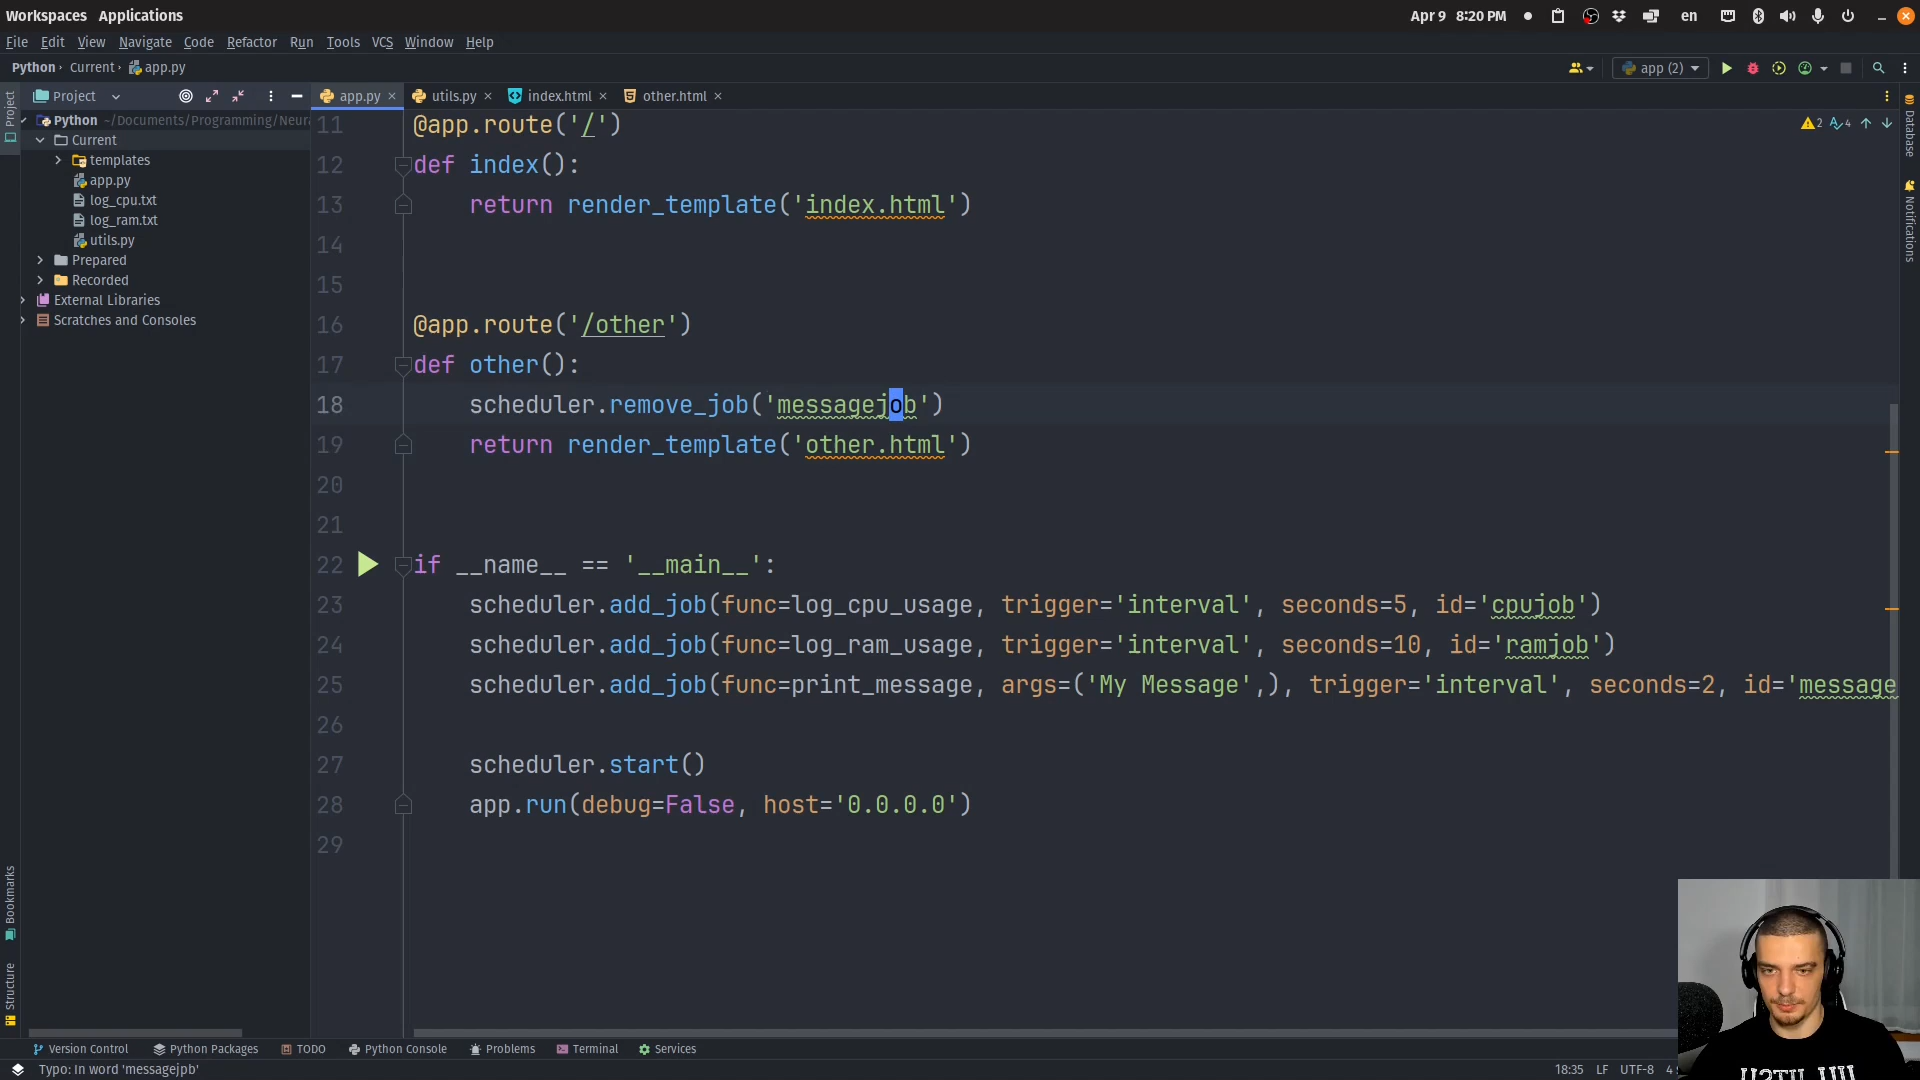 Workspaces Applications
Apr 9 8:20 PM
en
File Edit View Navigate Code Refactor Run Tools VCS Window Help
Python Current app.py
app (2)
Project
app.py utils.py index.html other.html
Python ~/Documents/Programming/Neura
Current
templates
app.py
log_cpu.txt
log_ram.txt
utils.py
Prepared
Recorded
External Libraries
Scratches and Consoles
Project
Bookmarks
Structure
Database
Notifications
2 4
11 @app.route('/')
12 def index():
13 return render_template('index.html')
14
15
16 @app.route('/other')
17 def other():
18 scheduler.remove_job('messagejob')
19 return render_template('other.html')
20
21
22 if __name__ == '__main__':
23 scheduler.add_job(func=log_cpu_usage, trigger='interval', seconds=5, id='cpujob')
24 scheduler.add_job(func=log_ram_usage, trigger='interval', seconds=10, id='ramjob')
25 scheduler.add_job(func=print_message, args=('My Message',), trigger='interval', seconds=2, id='message
26
27 scheduler.start()
28 app.run(debug=False, host='0.0.0.0')
29
Version Control Python Packages TODO Python Console Problems Terminal Services
Typo: In word 'messagejpb'
18:35 LF UTF-8 4